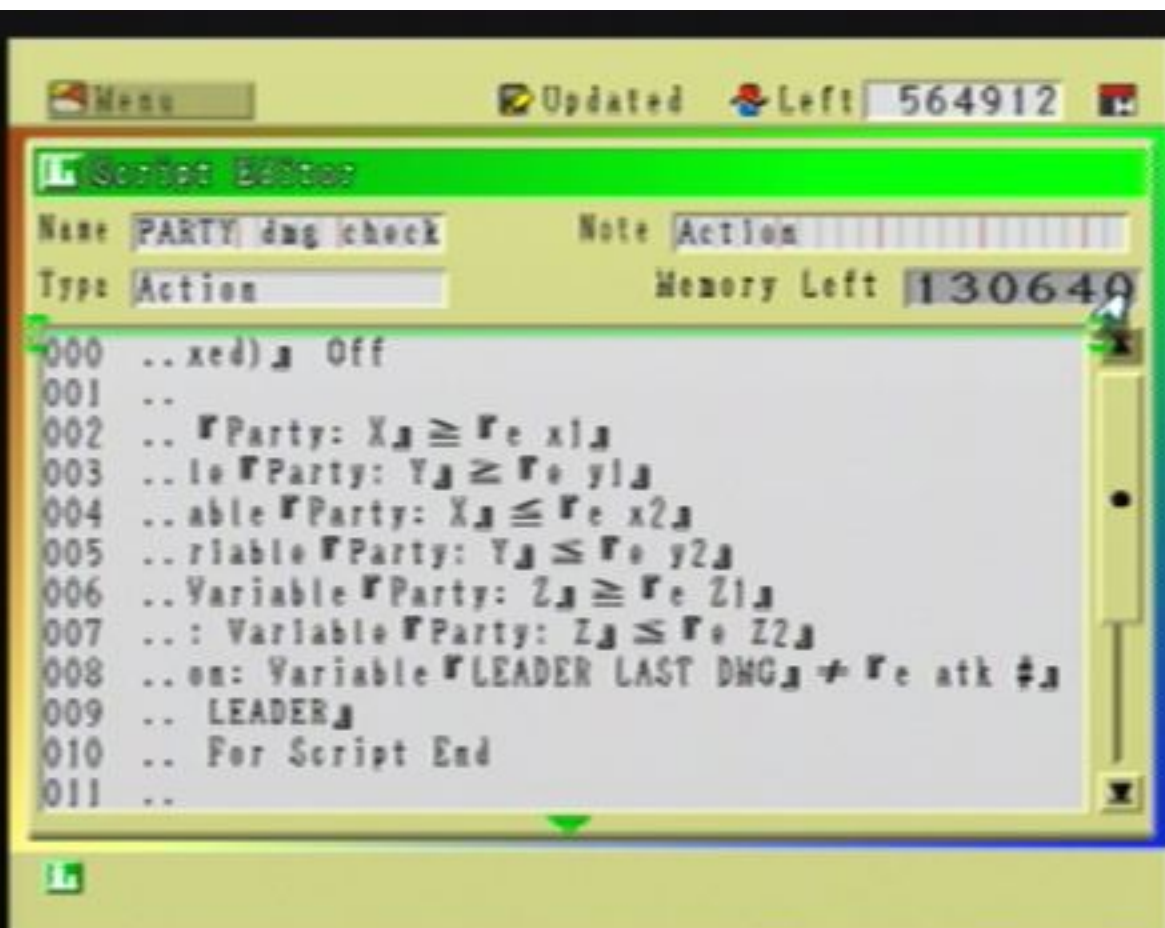 Menu
Updated
Left 564912
Script Editor
Name PARTY dmg check
Note Action
Type Action
Memory Left 130640
000 ..xed)』 Off
001 ..
002 ..『Party: X』≧『e x1』
003 ..le『Party: Y』≧『e y1』
004 ..able『Party: X』≦『e x2』
005 ..riable『Party: Y』≦『e y2』
006 ..Variable『Party: Z』≧『e Z1』
007 ..: Variable『Party: Z』≦『e Z2』
008 ..on: Variable『LEADER LAST DMG』≠『e atk #』
009 .. LEADER』
010 .. For Script End
011 ..
L